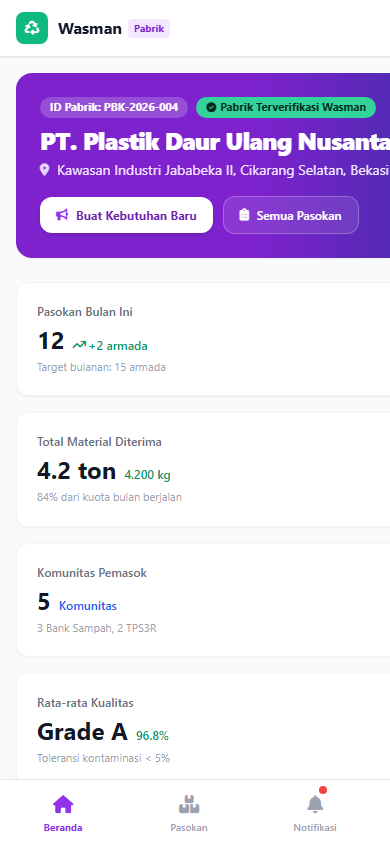 Wasman Pabrik
ID Pabrik: PBK-2026-004 Pabrik Terverifikasi Wasman
PT. Plastik Daur Ulang Nusanta
Kawasan Industri Jababeka II, Cikarang Selatan, Bekasi
Buat Kebutuhan Baru Semua Pasokan
Pasokan Bulan Ini
12 +2 armada
Target bulanan: 15 armada
Total Material Diterima
4.2 ton 4.200 kg
84% dari kuota bulan berjalan
Komunitas Pemasok
5 Komunitas
3 Bank Sampah, 2 TPS3R
Rata-rata Kualitas
Grade A 96.8%
Toleransi kontaminasi < 5%
Beranda Pasokan Notifikasi